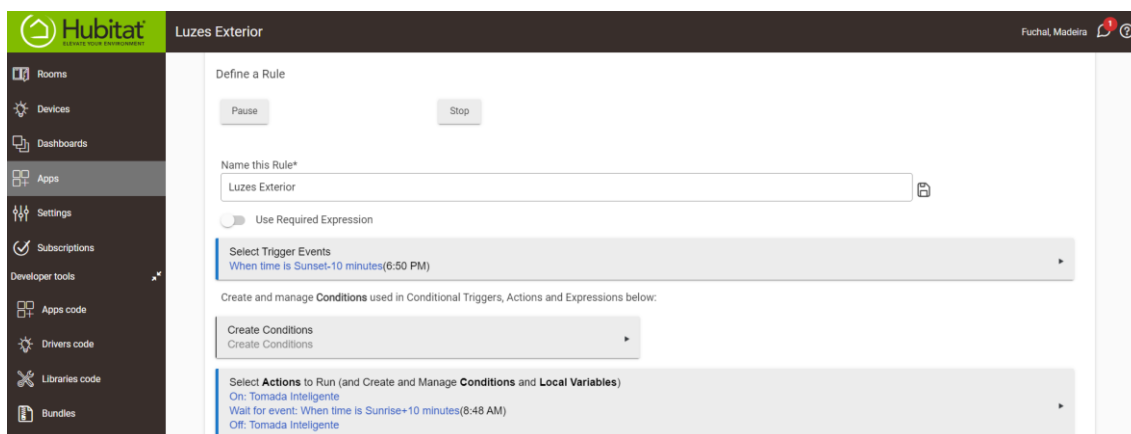 Hubitat
ELEVATE YOUR ENVIRONMENT
Luzes Exterior
Fuchal, Madeira
1
Rooms
Devices
Dashboards
Apps
Settings
Subscriptions
Developer tools
Apps code
Drivers code
Libraries code
Bundles
Define a Rule
Pause
Stop
Name this Rule*
Luzes Exterior
Use Required Expression
Select Trigger Events
When time is Sunset-10 minutes(6:50 PM)
Create and manage Conditions used in Conditional Triggers, Actions and Expressions below:
Create Conditions
Create Conditions
Select Actions to Run (and Create and Manage Conditions and Local Variables)
On: Tomada Inteligente
Wait for event: When time is Sunrise+10 minutes(8:48 AM)
Off: Tomada Inteligente